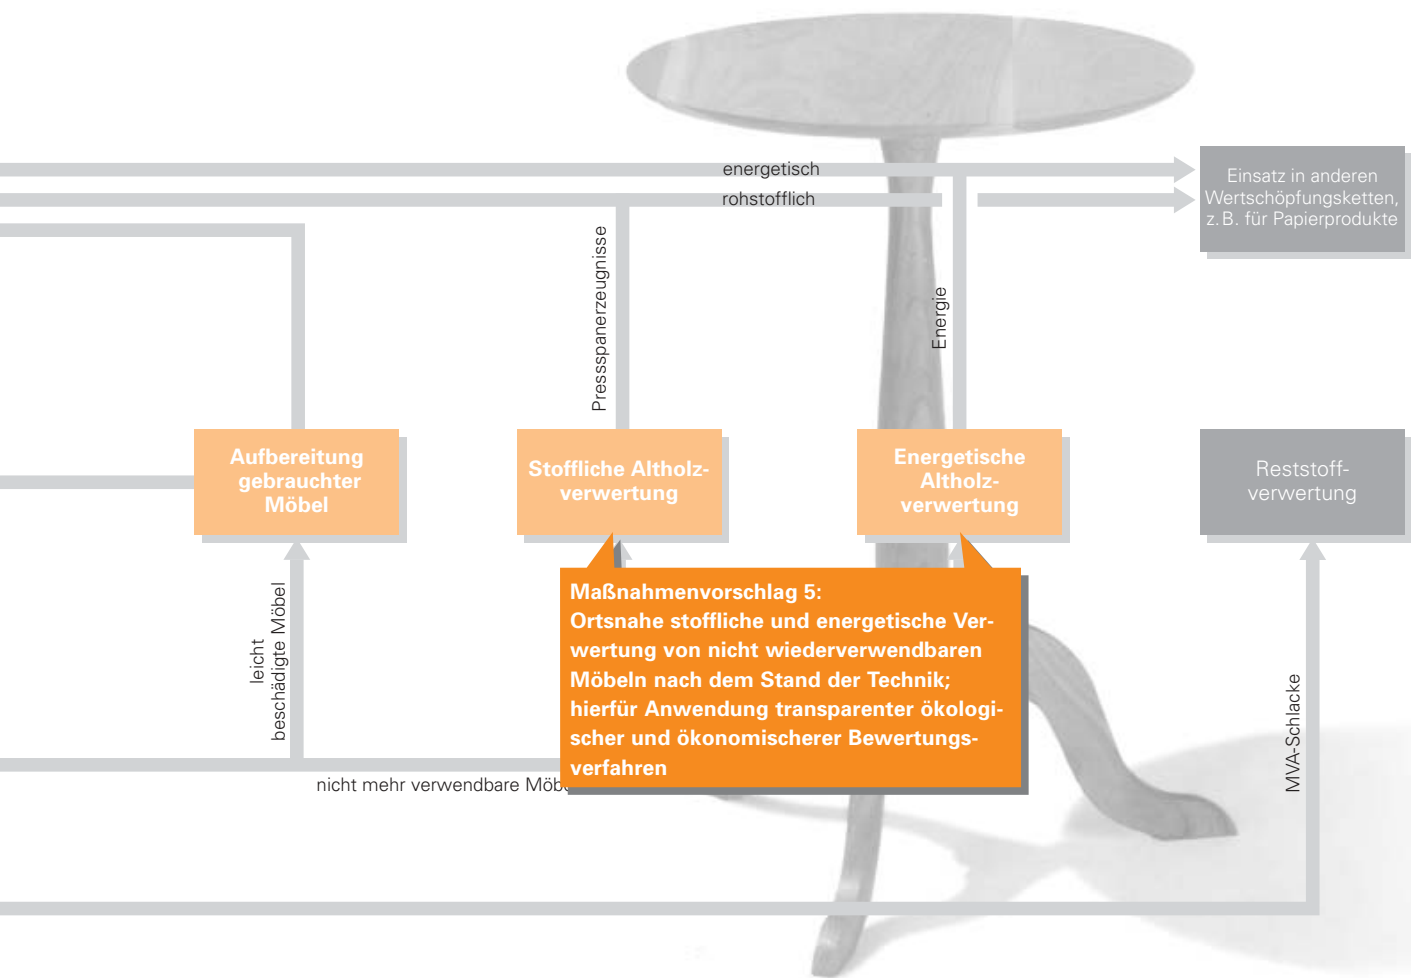 energetisch
rohstofflich
Einsatz in anderen
Wertschöpfungsketten,
z. B. für Papierprodukte
Pressspanerzeugnisse
Energie
Aufbereitung
gebrauchter
Möbel
Stoffliche Altholz-
verwertung
Energetische
Altholz-
verwertung
Reststoff-
verwertung
leicht
beschädigte Möbel
Maßnahmenvorschlag 5:
Ortsnahe stoffliche und energetische Ver-
wertung von nicht wiederverwendbaren
Möbeln nach dem Stand der Technik;
hierfür Anwendung transparenter ökologi-
scher und ökonomischerer Bewertungs-
verfahren
MVA-Schlacke
nicht mehr verwendbare